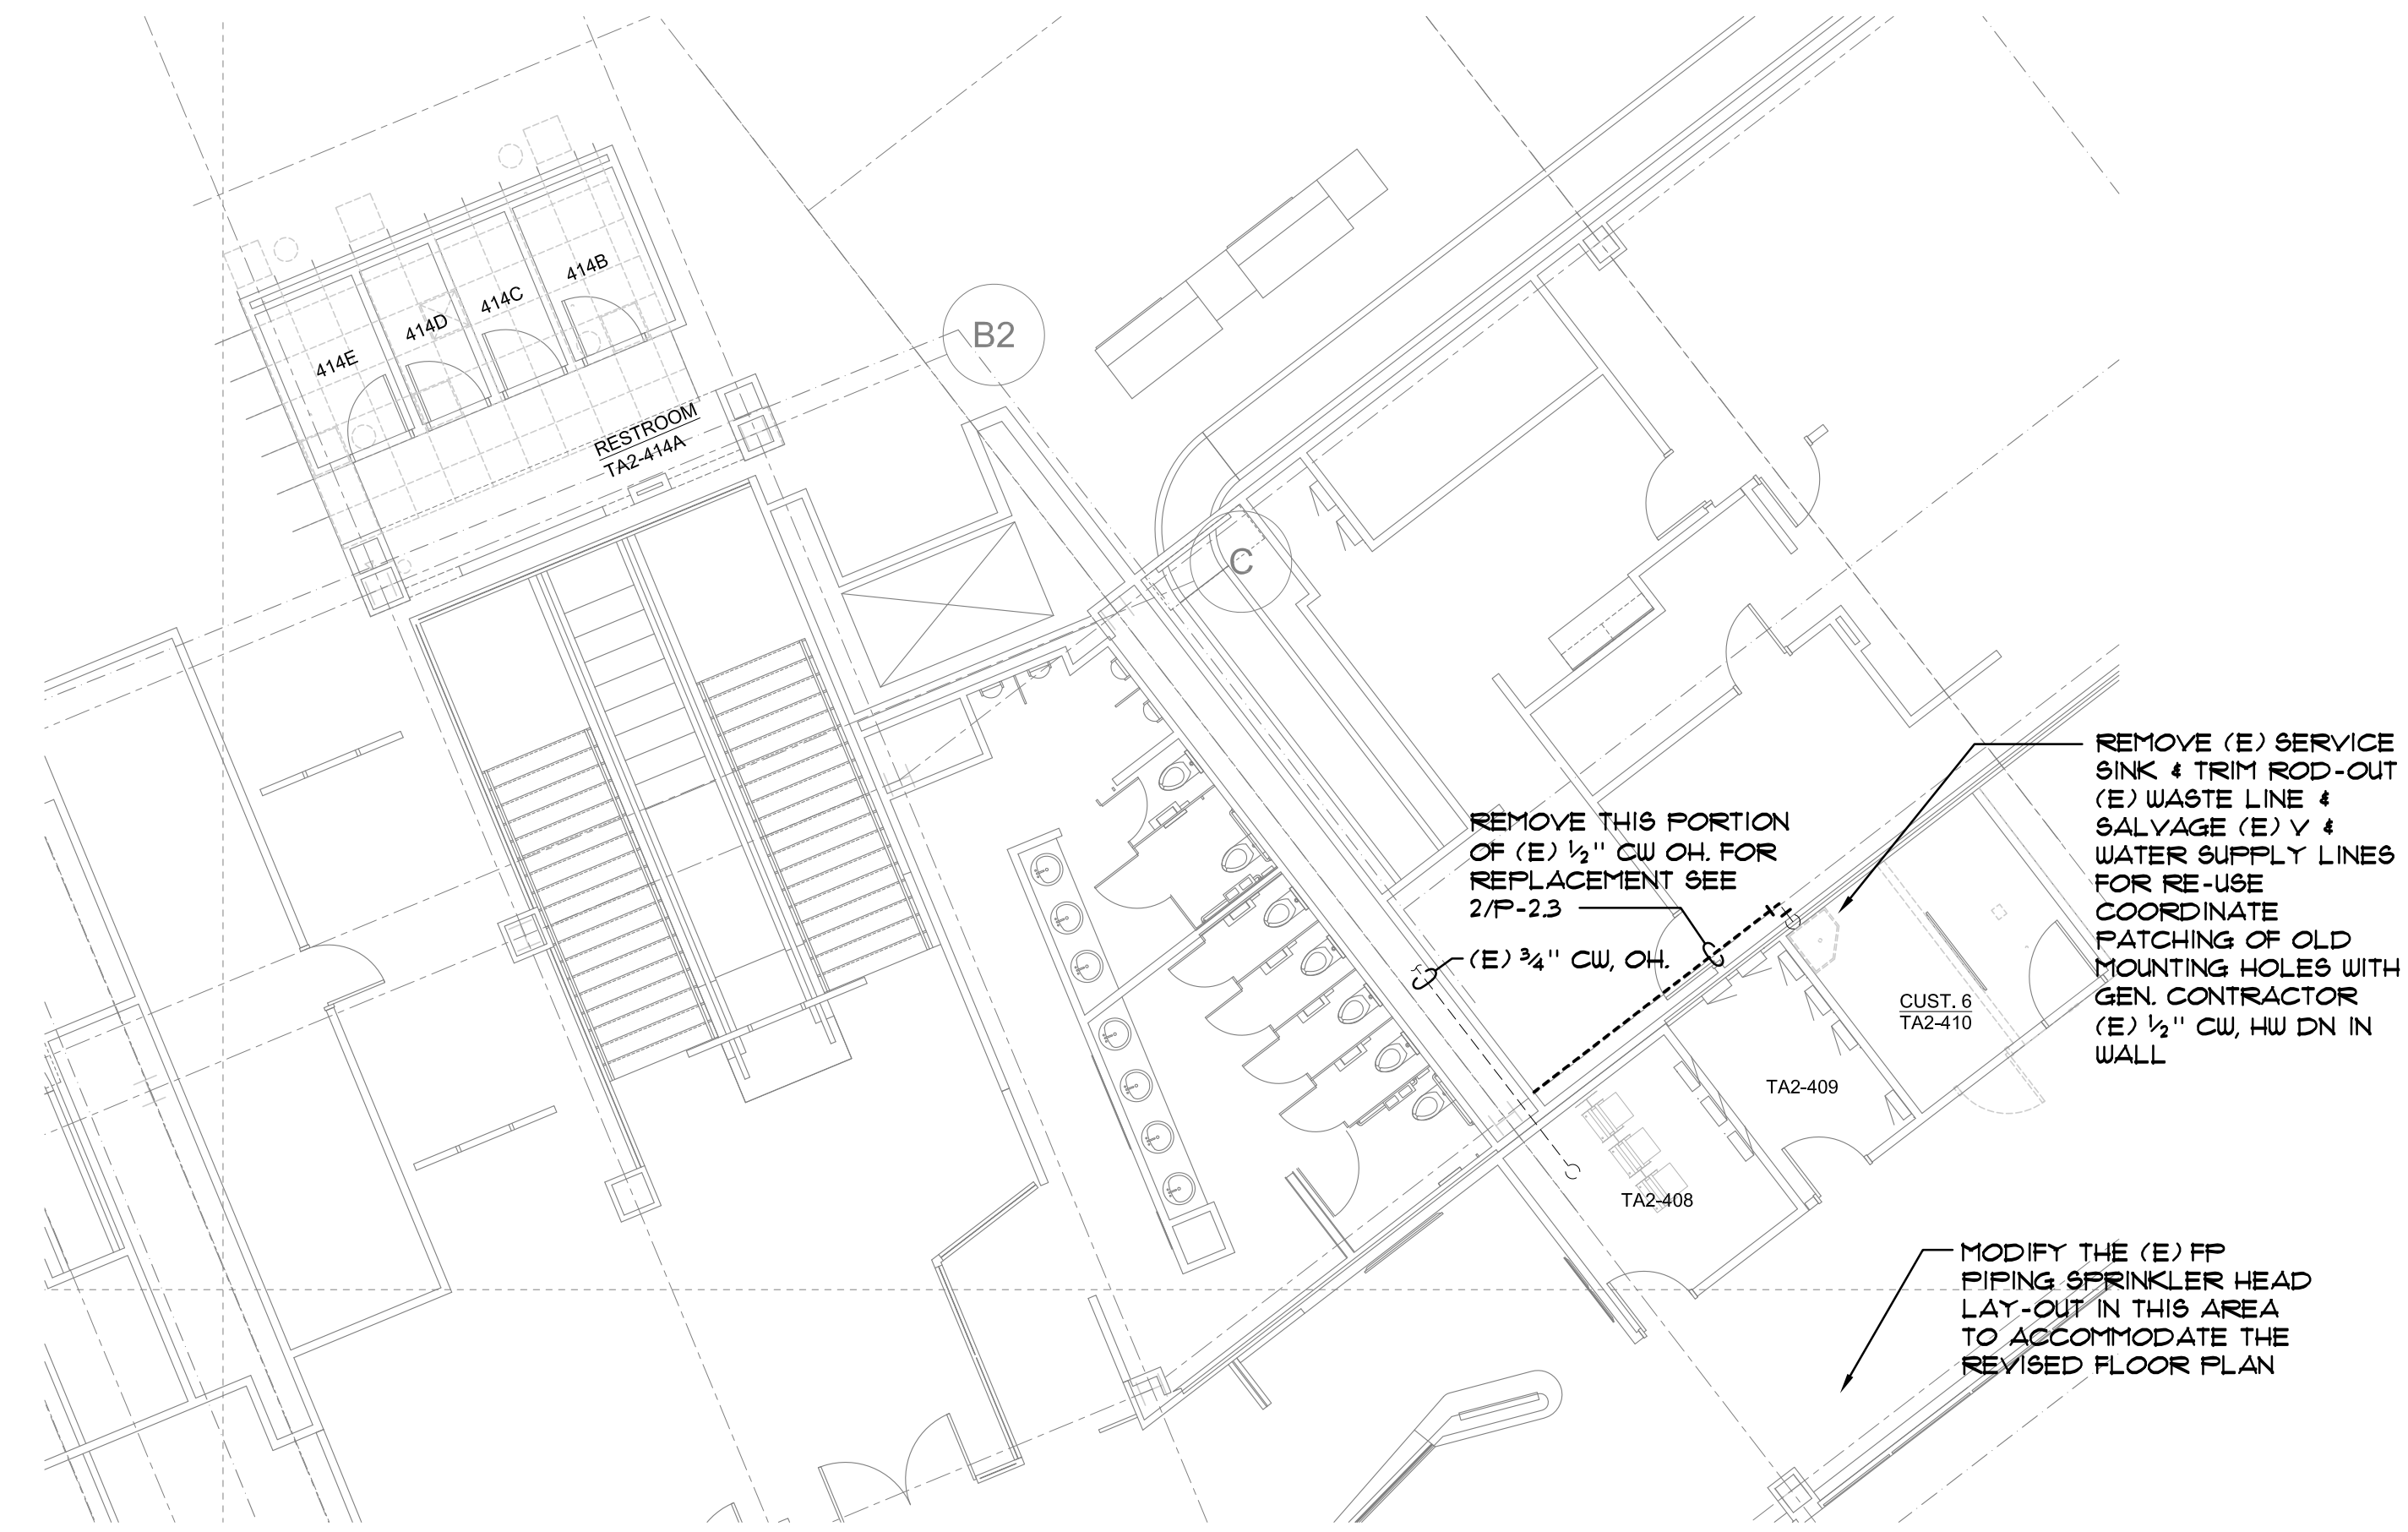 414B
414C
414D
414E
B2
RESTROOM
TA2-414A
C
REMOVE (E) SERVICE
SINK & TRIM ROD-OUT
(E) WASTE LINE &
SALVAGE (E) V &
WATER SUPPLY LINES
FOR RE-USE
COORDINATE
PATCHING OF OLD
MOUNTING HOLES WITH
GEN. CONTRACTOR
(E) ½" CW, HW DN IN
WALL
REMOVE THIS PORTION
OF (E) ½" CW OH. FOR
REPLACEMENT SEE
2/P-2.3
(E) ¾" CW, OH.
CUST. 6
TA2-410
TA2-409
TA2-408
MODIFY THE (E) FP
PIPING SPRINKLER HEAD
LAY-OUT IN THIS AREA
TO ACCOMMODATE THE
REVISED FLOOR PLAN